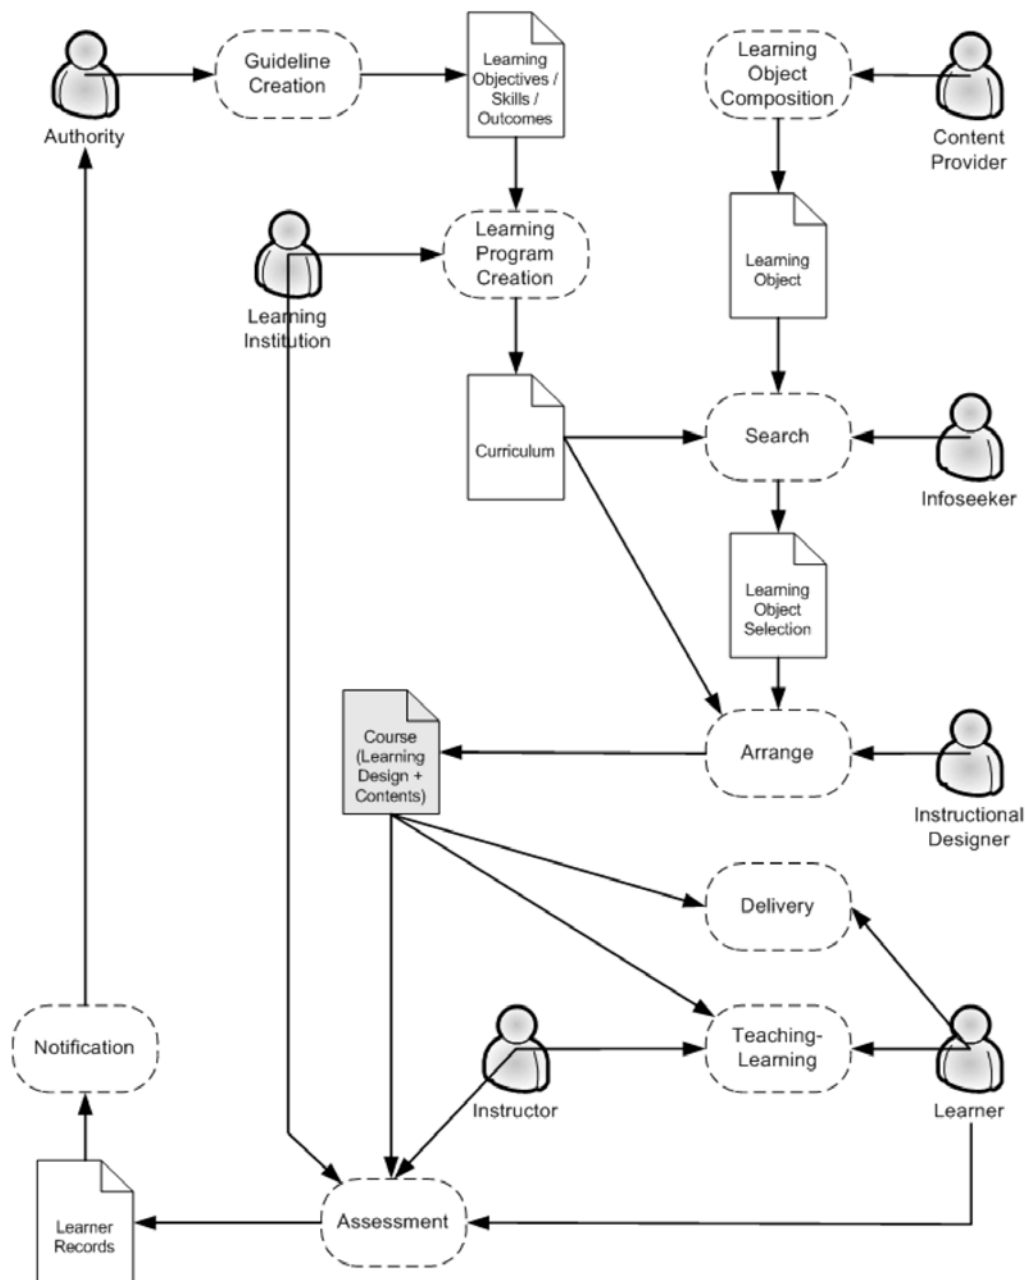 Guideline
Creation
Learning
Objectives /
Skills /
Outcomes
Learning
Object
Composition
Authority
Content
Provider
Learning
Program
Creation
Learning
Object
Learning
Institution
Curriculum
Search
Infoseeker
Learning
Object
Selection
Course
(Learning
Design +
Contents)
Arrange
Instructional
Designer
Delivery
Notification
Teaching-
Learning
Instructor
Learner
Learner
Records
Assessment